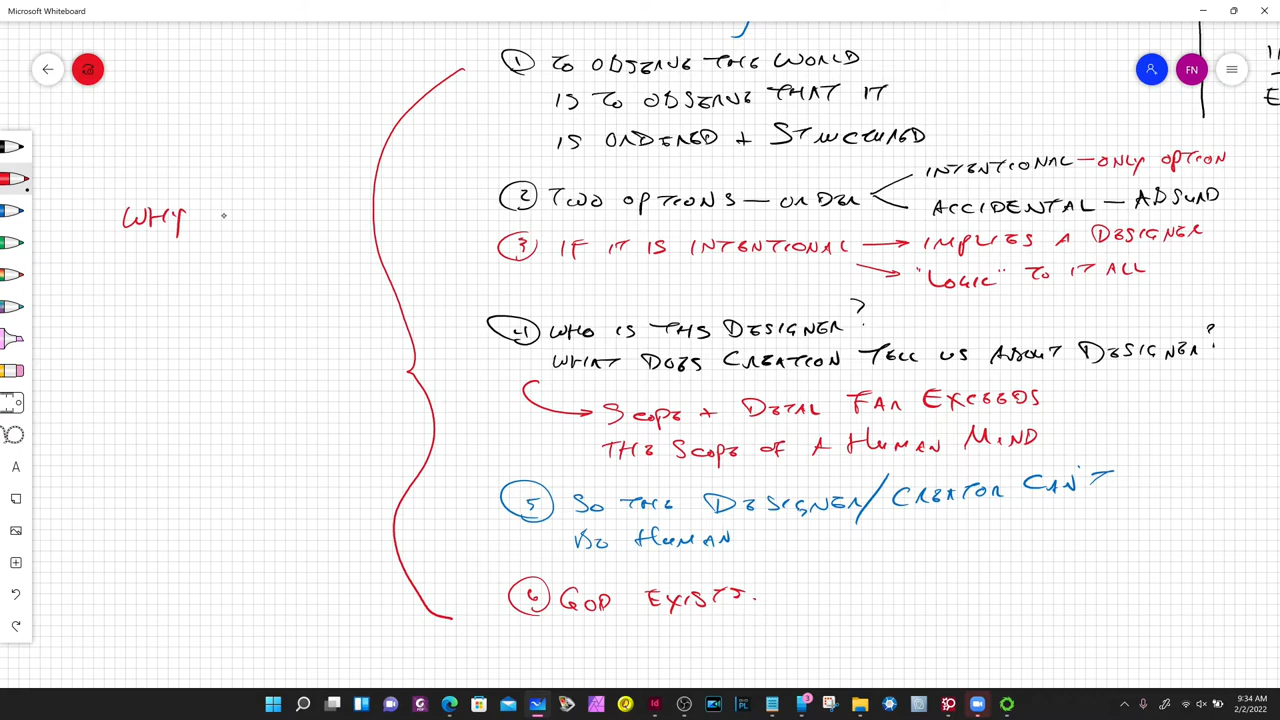 Microsoft Whiteboard
1 TO OBSERVE THE WORLD
IS TO OBSERVE THAT IT
IS ORDERED + STRUCTURED
2 TWO OPTIONS — ORDER
INTENTIONAL — ONLY OPTION
ACCIDENTAL — ABSURD
3 IF IT IS INTENTIONAL → IMPLIES A DESIGNER
→ "LOGIC" TO IT ALL
WHY
4 WHO IS THE DESIGNER?
WHAT DOES CREATION TELL US ABOUT DESIGNER?
→ SCOPE + DETAL FAR EXCEEDS
THE SCOPE OF A HUMAN MIND
5 SO THE DESIGNER/CREATOR CAN'T
BE HUMAN
6 GOD EXISTS.
FN
A
3
9:34 AM
2/2/2022